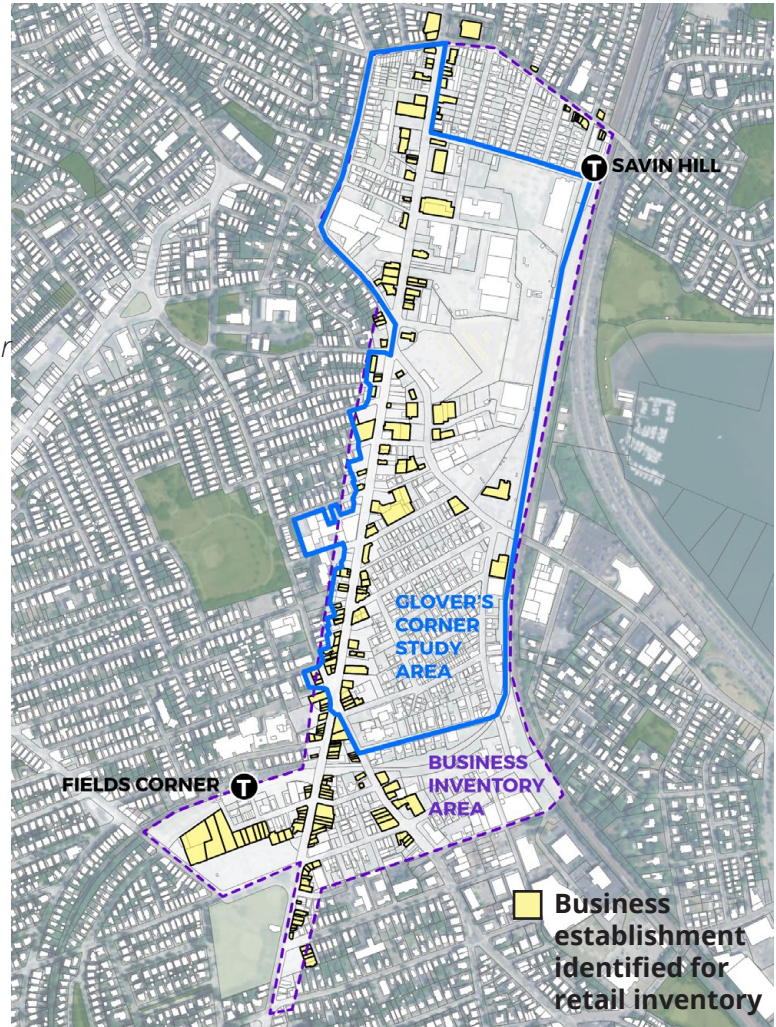 T SAVIN HILL
r
GLOVER'S
CORNER
STUDY
AREA
BUSINESS
INVENTORY
AREA
FIELDS CORNER T
Business
establishment
identified for
retail inventory